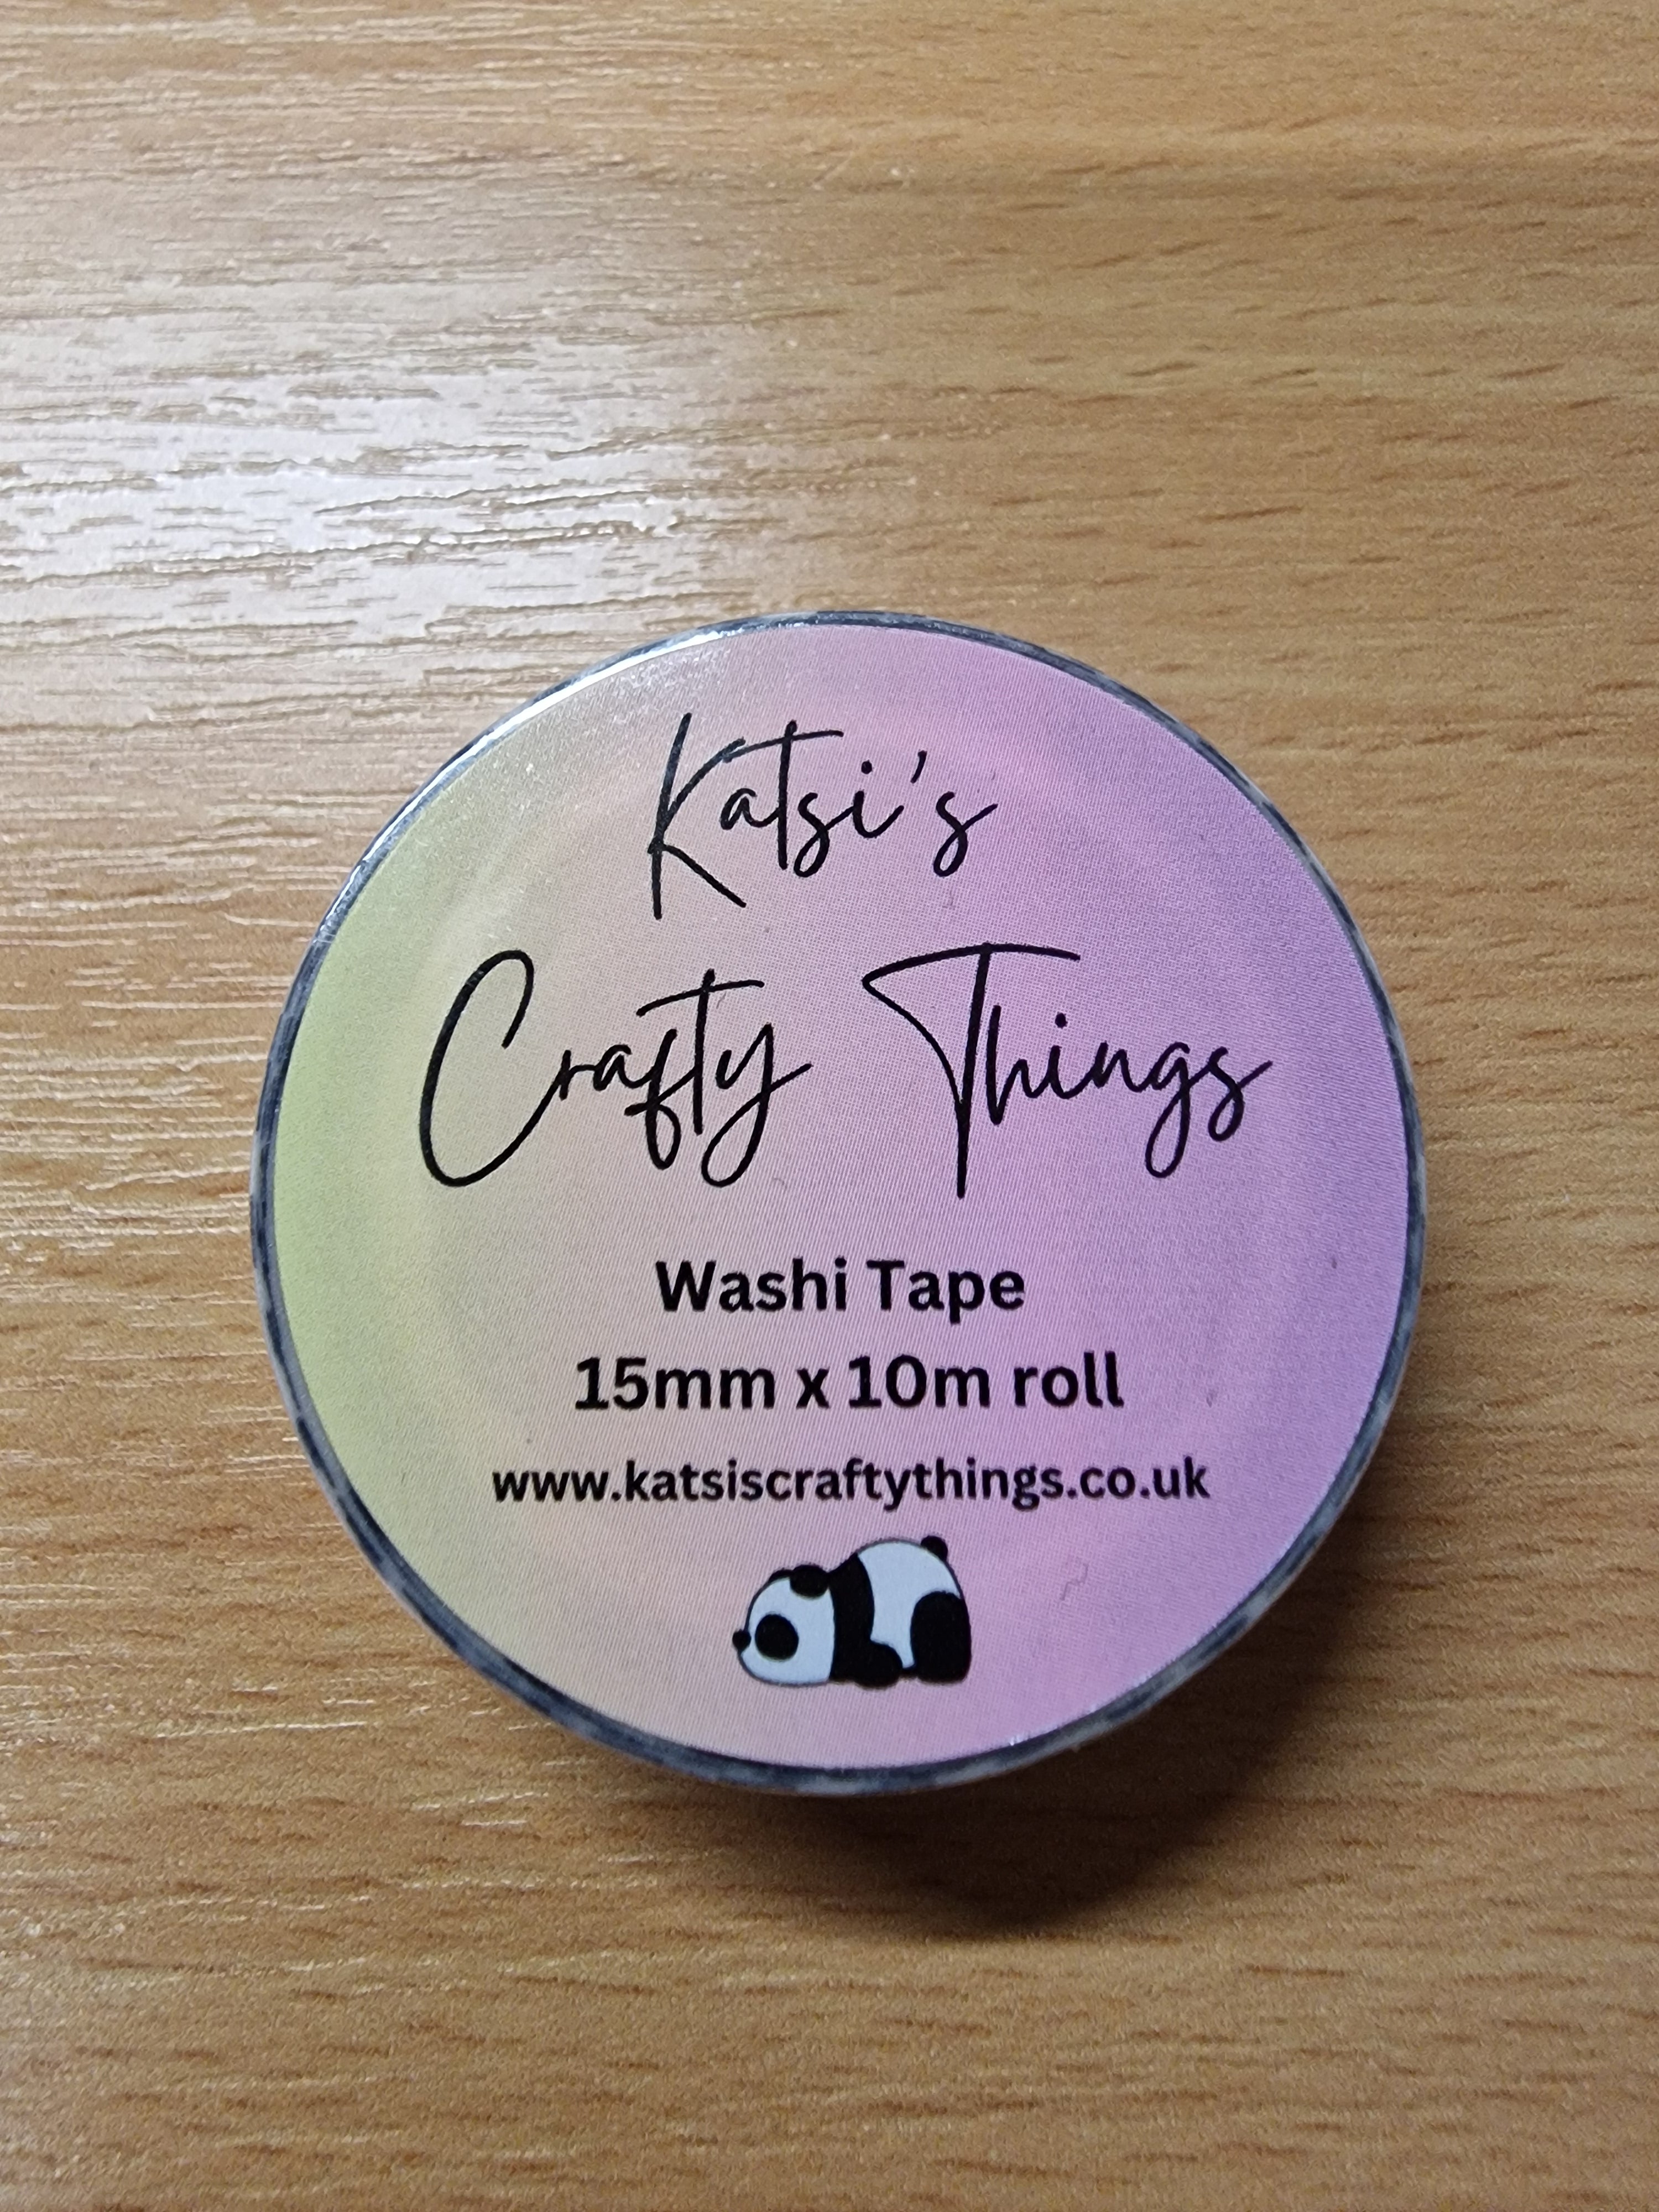 Katsi's
Crafty Things
Washi Tape
15mm x 10m roll
www.katsiscraftythings.co.uk